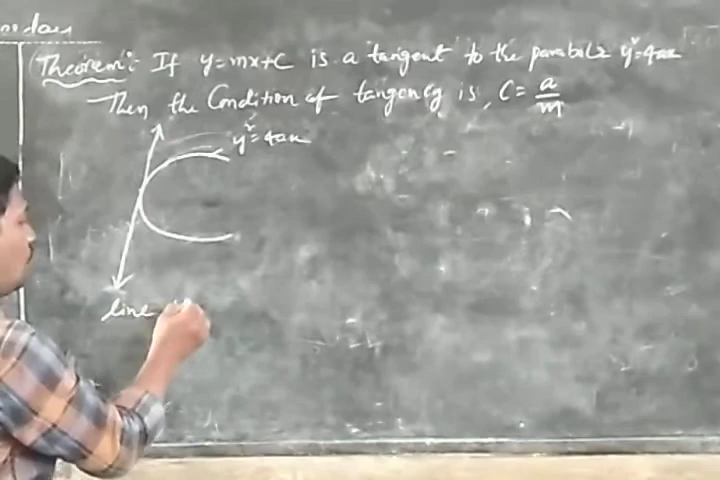 Theorem: If y=mx+c is a tangent to the parabola y²=4ax
Then the Condition of tangency is, C= a/m
y²=4ax
line